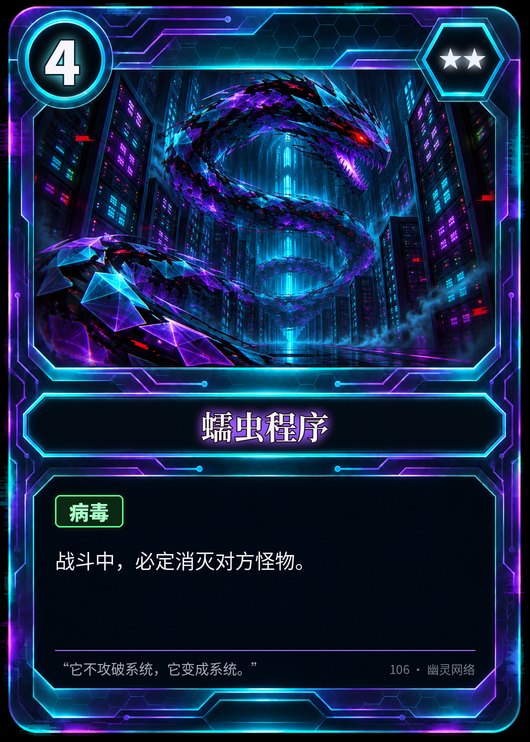 4
★★
蠕虫程序
病毒
战斗中，必定消灭对方怪物。
“它不攻破系统，它变成系统。”
106 · 幽灵网络